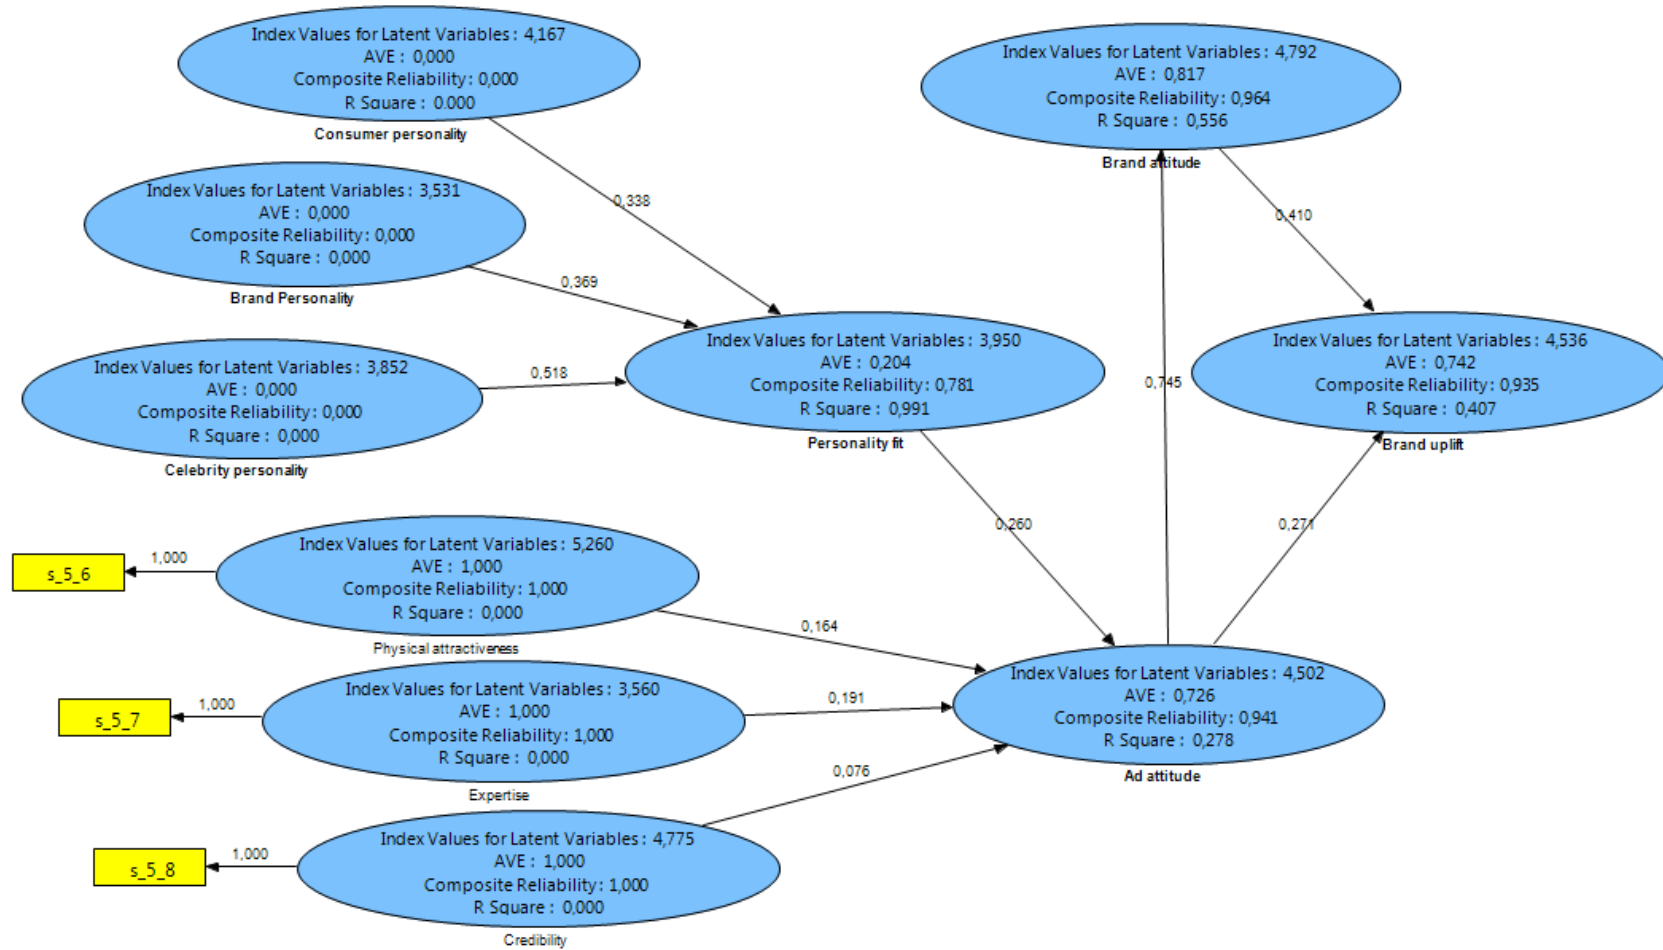 Index Values for Latent Variables : 4,167
AVE : 0,000
Composite Reliability: 0,000
R Square : 0.000
Consumer personality
Index Values for Latent Variables : 4,792
AVE : 0,817
Composite Reliability: 0,964
R Square : 0,556
Brand attitude
Index Values for Latent Variables : 3,531
AVE : 0,000
Composite Reliability: 0,000
R Square : 0,000
Brand Personality
0,338
0,410
0,369
Index Values for Latent Variables : 3,852
AVE : 0,000
Composite Reliability: 0,000
R Square : 0,000
Celebrity personality
0,518
Index Values for Latent Variables : 3,950
AVE : 0,204
Composite Reliability: 0,781
R Square : 0,991
Personality fit
0,745
Index Values for Latent Variables : 4,536
AVE : 0,742
Composite Reliability: 0,935
R Square : 0,407
Brand uplift
0,260
0,271
s_5_6
1,000
Index Values for Latent Variables : 5,260
AVE : 1,000
Composite Reliability: 1,000
R Square : 0,000
Physical attractiveness
0,164
s_5_7
1,000
Index Values for Latent Variables : 3,560
AVE : 1,000
Composite Reliability: 1,000
R Square : 0,000
Expertise
0,191
Index Values for Latent Variables : 4,502
AVE : 0,726
Composite Reliability: 0,941
R Square : 0,278
Ad attitude
0,076
s_5_8
1,000
Index Values for Latent Variables : 4,775
AVE : 1,000
Composite Reliability: 1,000
R Square : 0,000
Credibility